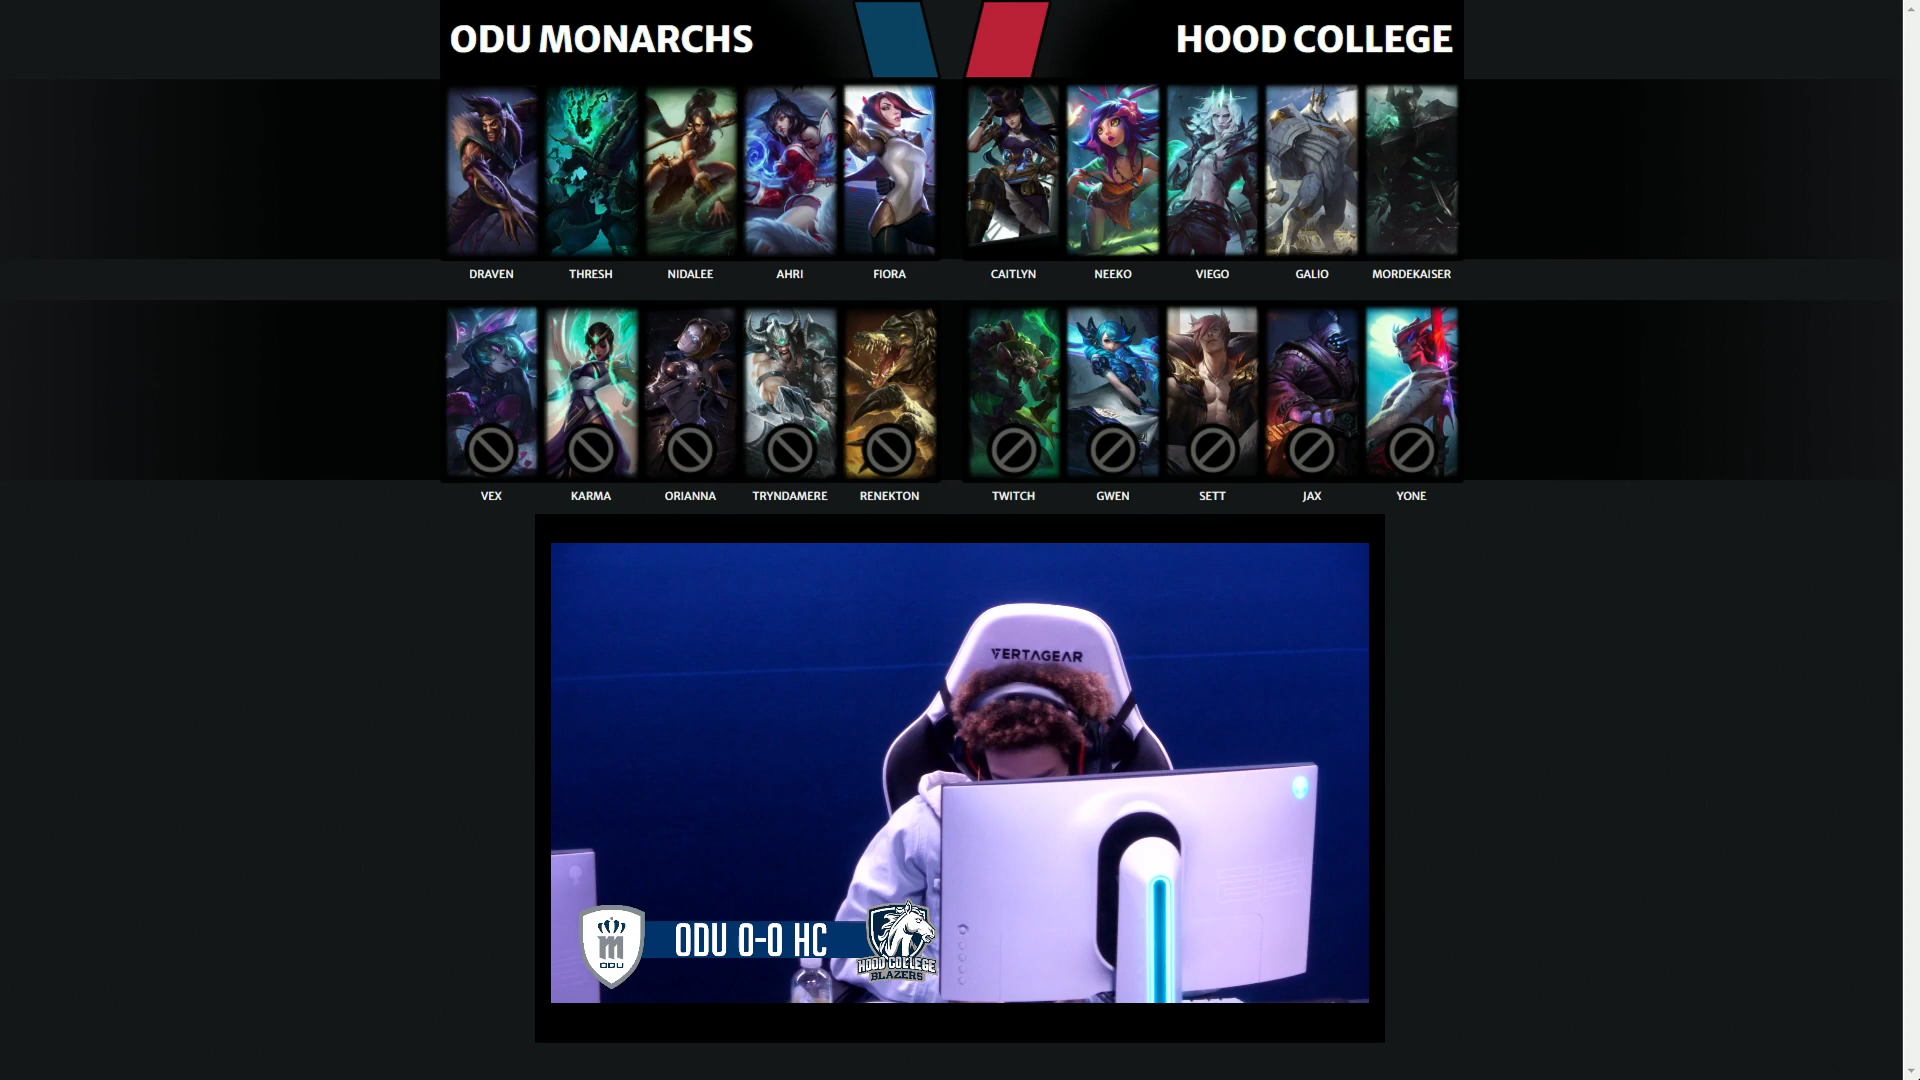 ODU MONARCHS
HOOD COLLEGE
DRAVEN
THRESH
NIDALEE
AHRI
FIORA
CAITLYN
NEEKO
VIEGO
GALIO
MORDEKAISER
VEX
KARMA
ORIANNA
TRYNDAMERE
RENEKTON
TWITCH
GWEN
SETT
JAX
YONE
VERTAGEAR
m
ODU
ODU 0-0 HC
HOOD COLLEGE
BLAZERS